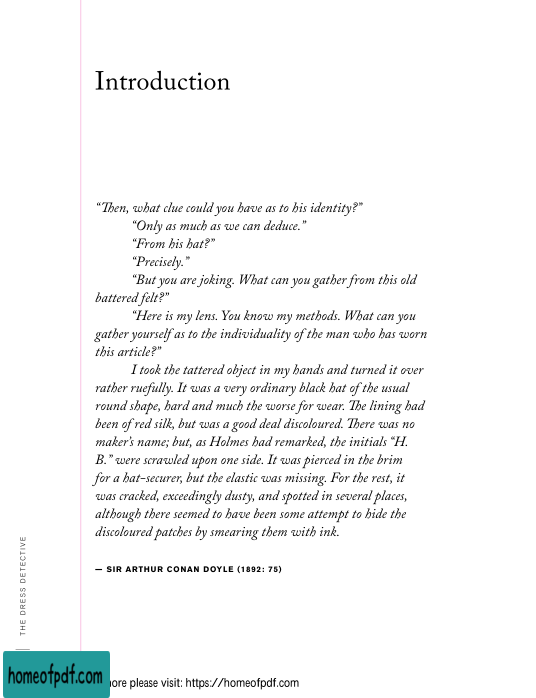 Introduction
“Then, what clue could you have as to his identity?”
“Only as much as we can deduce.”
“From his hat?”
“Precisely.”
“But you are joking. What can you gather from this old
battered felt?”
“Here is my lens. You know my methods. What can you
gather yourself as to the individuality of the man who has worn
this article?”
I took the tattered object in my hands and turned it over
rather ruefully. It was a very ordinary black hat of the usual
round shape, hard and much the worse for wear. The lining had
been of red silk, but was a good deal discoloured. There was no
maker’s name; but, as Holmes had remarked, the initials “H.
B.” were scrawled upon one side. It was pierced in the brim
for a hat-securer, but the elastic was missing. For the rest, it
was cracked, exceedingly dusty, and spotted in several places,
although there seemed to have been some attempt to hide the
discoloured patches by smearing them with ink.
— SIR ARTHUR CONAN DOYLE (1892: 75)
THE DRESS DETECTIVE
homeofpdf.com
ore please visit: https://homeofpdf.com